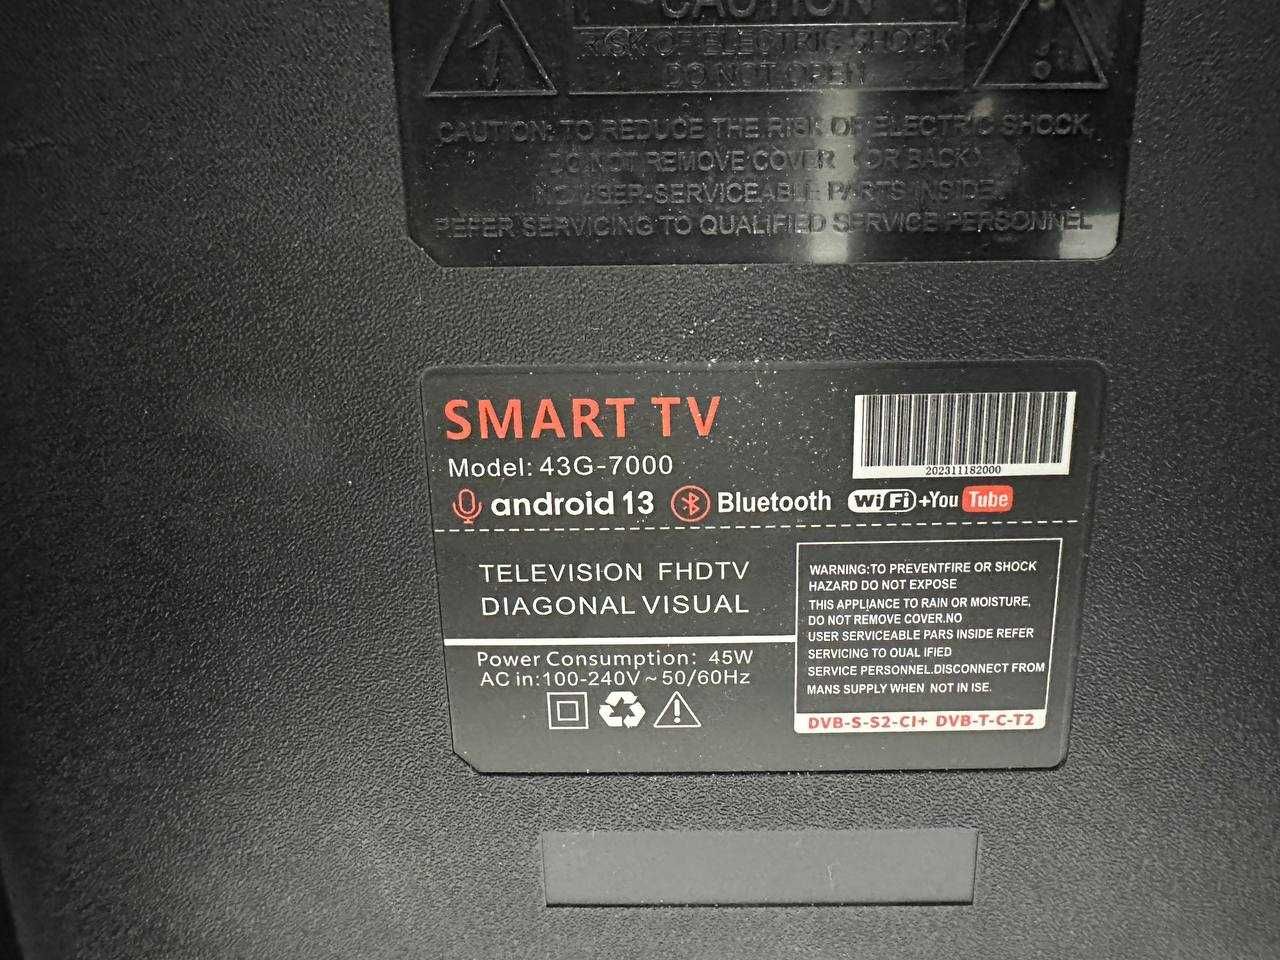 CAUTION
RISK OF ELECTRIC SHOCK
DO NOT OPEN
CAUTION: TO REDUCE THE RISK OF ELECTRIC SHOCK,
DO NOT REMOVE COVER (OR BACK)
NO USER-SERVICEABLE PARTS INSIDE
REFER SERVICING TO QUALIFIED SERVICE PERSONNEL
SMART TV
202311182000
Model: 43G-7000
android 13 Bluetooth WiFi+YouTube
TELEVISION FHDTV
DIAGONAL VISUAL
Power Consumption: 45W
AC in:100-240V~50/60Hz
WARNING:TO PREVENTFIRE OR SHOCK
HAZARD DO NOT EXPOSE
THIS APPLIANCE TO RAIN OR MOISTURE,
DO NOT REMOVE COVER.NO
USER SERVICEABLE PARS INSIDE REFER
SERVICING TO OUAL IFIED
SERVICE PERSONNEL.DISCONNECT FROM
MANS SUPPLY WHEN NOT IN ISE.
DVB-S-S2-CI+ DVB-T-C-T2